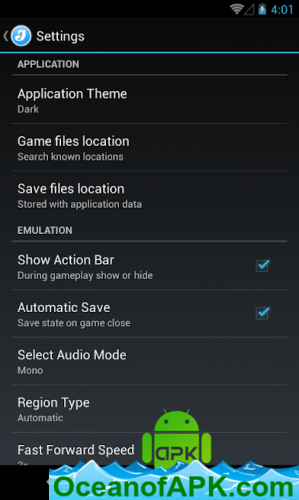 4:01
Settings
APPLICATION
Application Theme
Dark
Game files location
Search known locations
Save files location
Stored with application data
EMULATION
Show Action Bar
During gameplay show or hide
Automatic Save
Save state on game close
Select Audio Mode
Mono
Region Type
Automatic
Fast Forward Speed
2x
APK
OceanofAPK.com